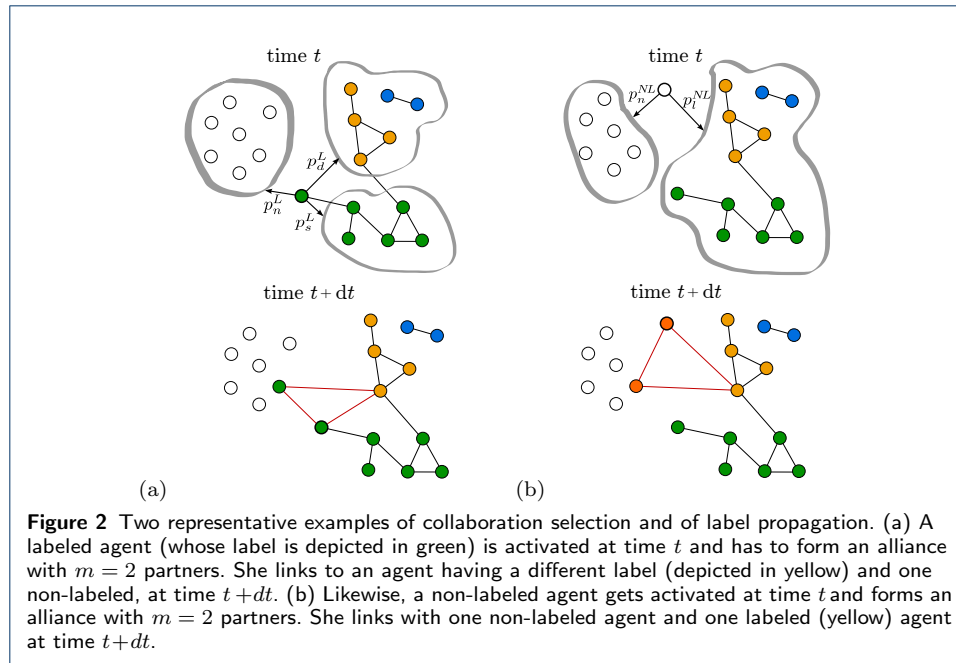 time t
time t
p_n^{NL}
p_l^{NL}
p_d^L
p_n^L
p_s^L
time t + dt
time t + dt
(a)
(b)
Figure 2 Two representative examples of collaboration selection and of label propagation. (a) A
labeled agent (whose label is depicted in green) is activated at time t and has to form an alliance
with m = 2 partners. She links to an agent having a different label (depicted in yellow) and one
non-labeled, at time t+dt. (b) Likewise, a non-labeled agent gets activated at time t and forms an
alliance with m = 2 partners. She links with one non-labeled agent and one labeled (yellow) agent
at time t+dt.